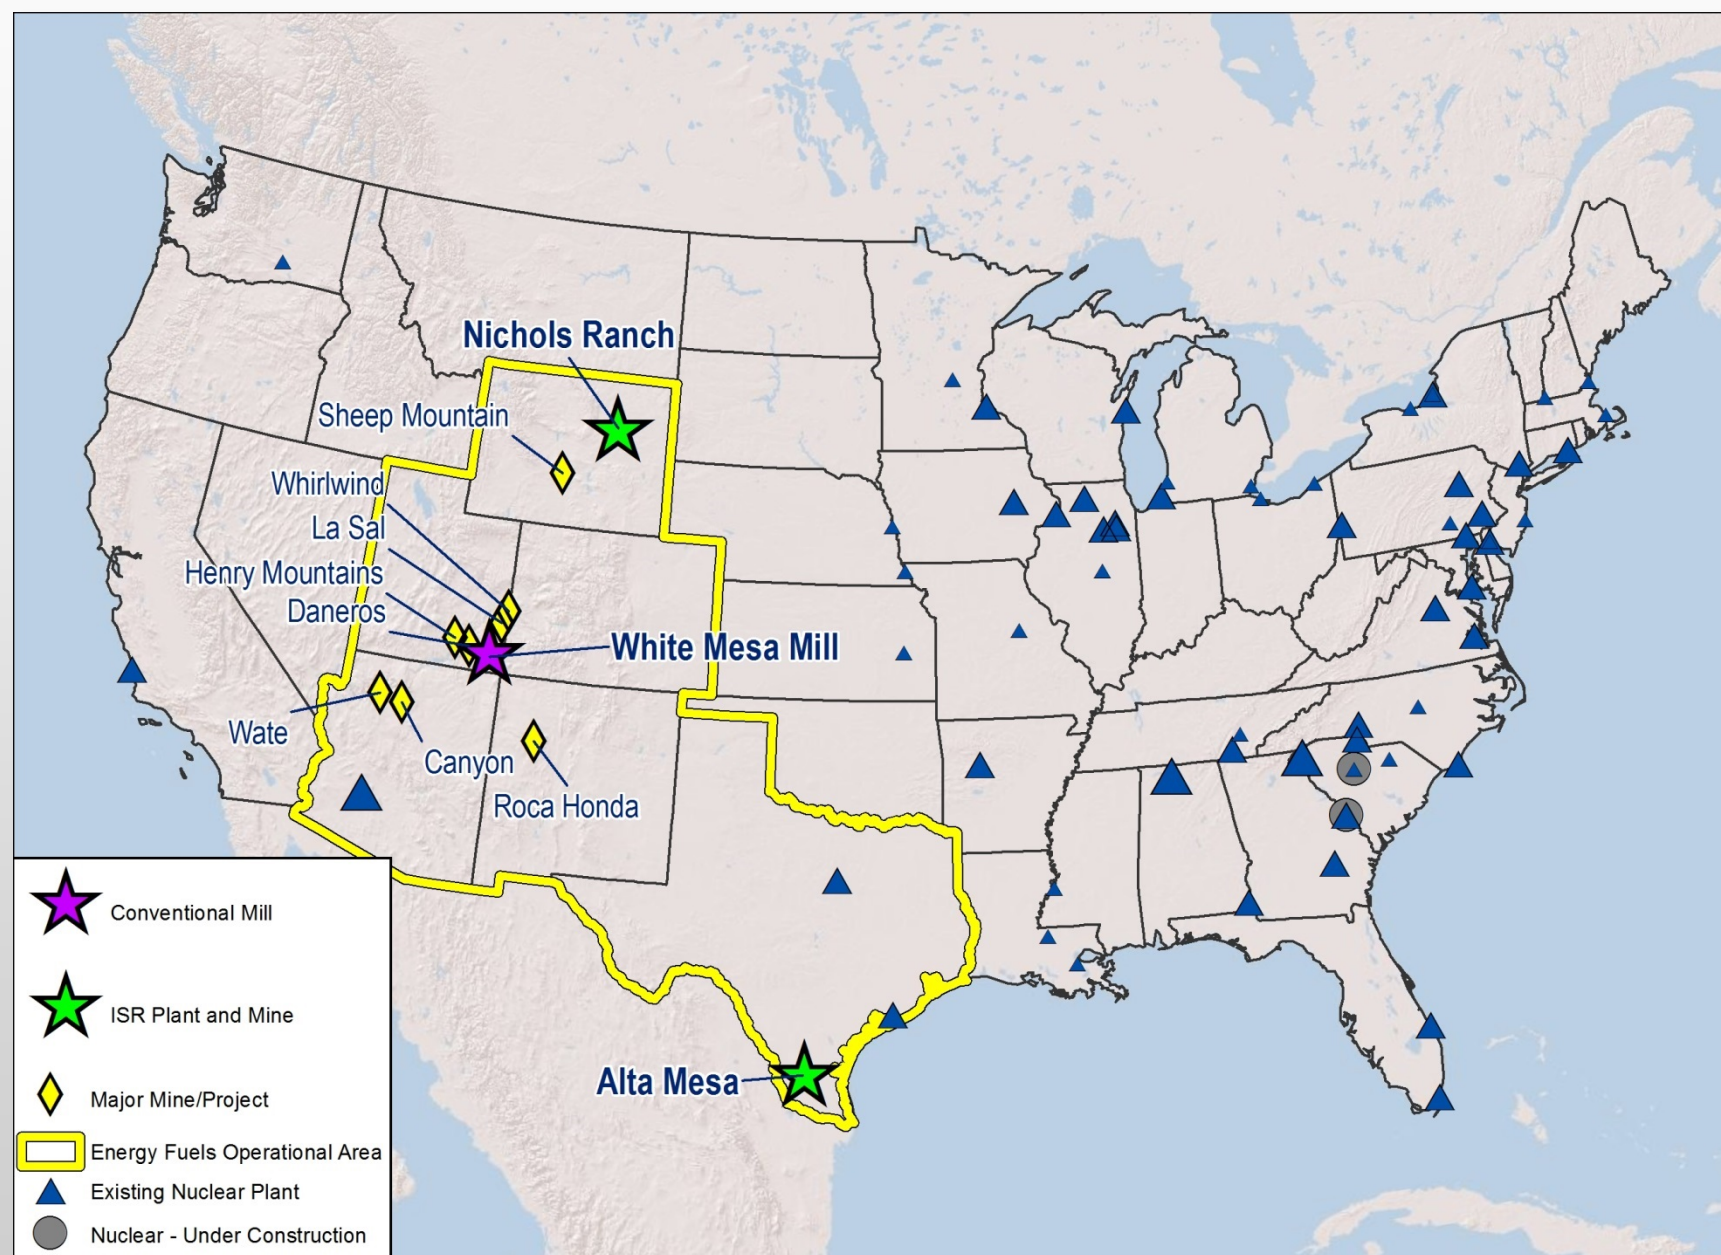 Nichols Ranch
Sheep Mountain
Whirlwind
La Sal
Henry Mountains
Daneros
White Mesa Mill
Wate
Canyon
Roca Honda
Alta Mesa
Conventional Mill
ISR Plant and Mine
Major Mine/Project
Energy Fuels Operational Area
Existing Nuclear Plant
Nuclear - Under Construction